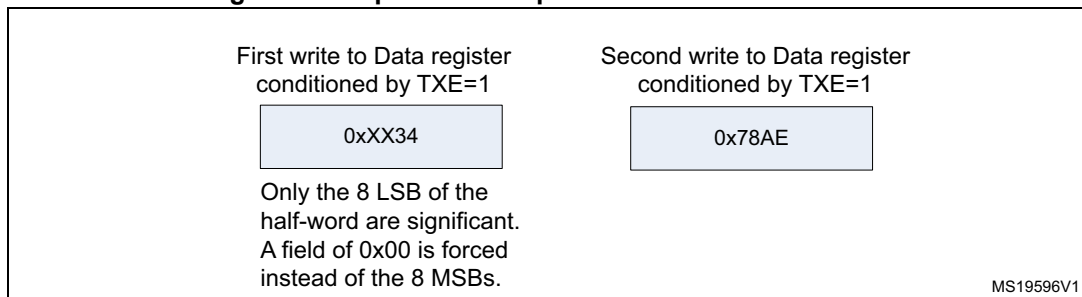 First write to Data register
conditioned by TXE=1
0xXX34
Only the 8 LSB of the
half-word are significant.
A field of 0x00 is forced
instead of the 8 MSBs.
Second write to Data register
conditioned by TXE=1
0x78AE
MS19596V1